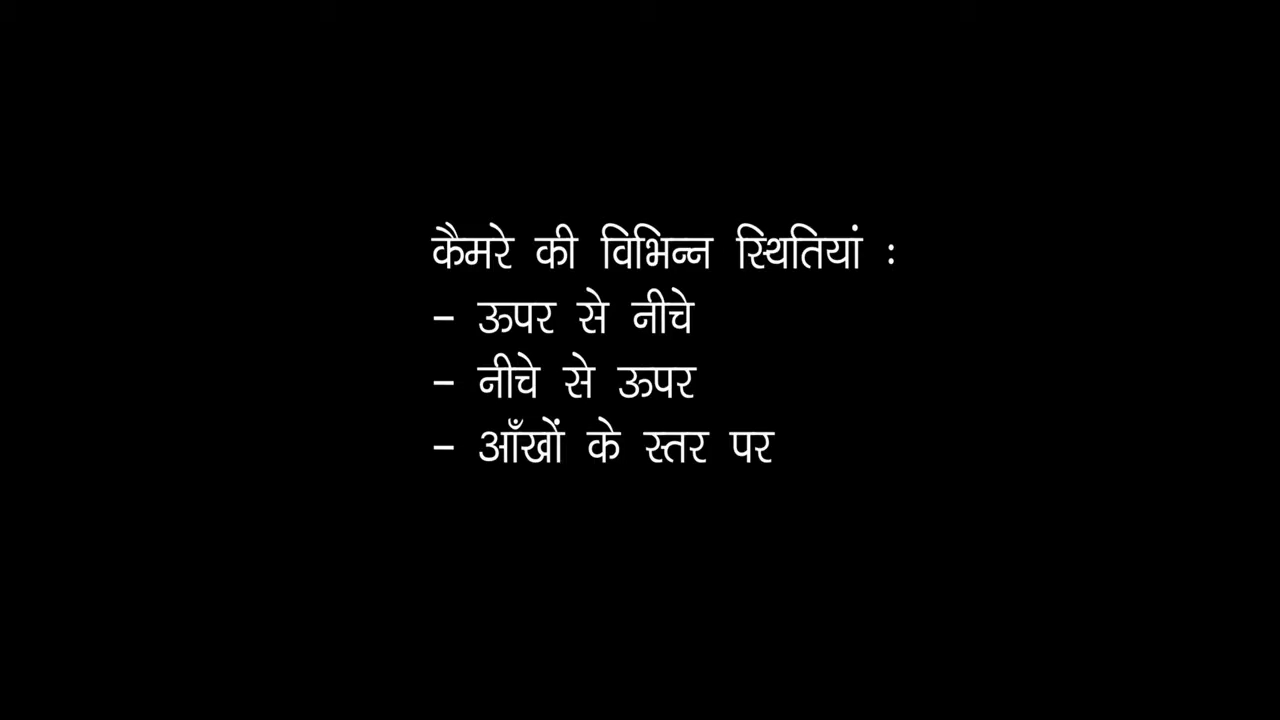 कैमरे की विभिन्न स्थितियां :
- ऊपर से नीचे
- नीचे से ऊपर
- आँखों के स्तर पर